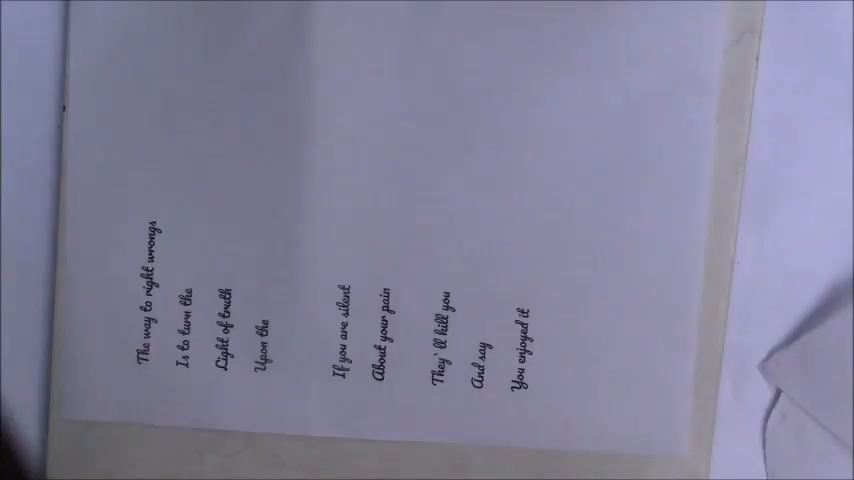 The way to right wrongs
Is to turn the
Light of truth
Upon the
If you are silent
About your pain
They'll kill you
And say
You enjoyed it